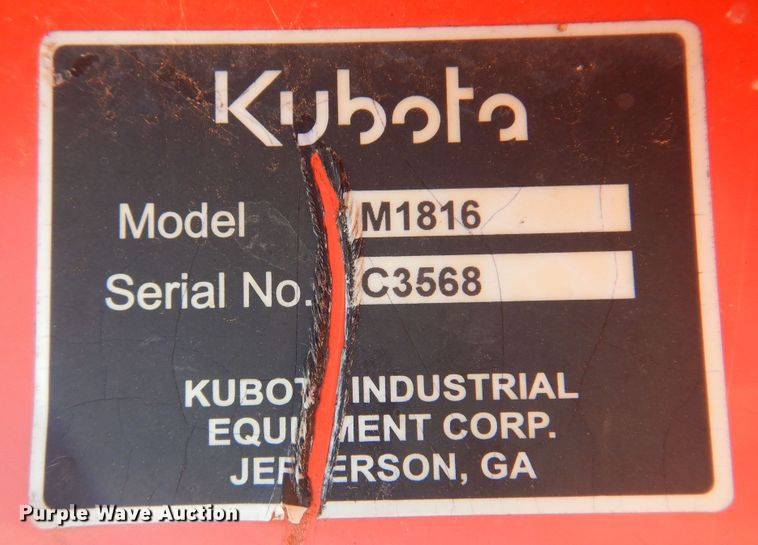 Kubota
Model M1816
Serial No. C3568
KUBOT INDUSTRIAL
EQUI MENT CORP.
JEF ERSON, GA
Purple Wave Auction